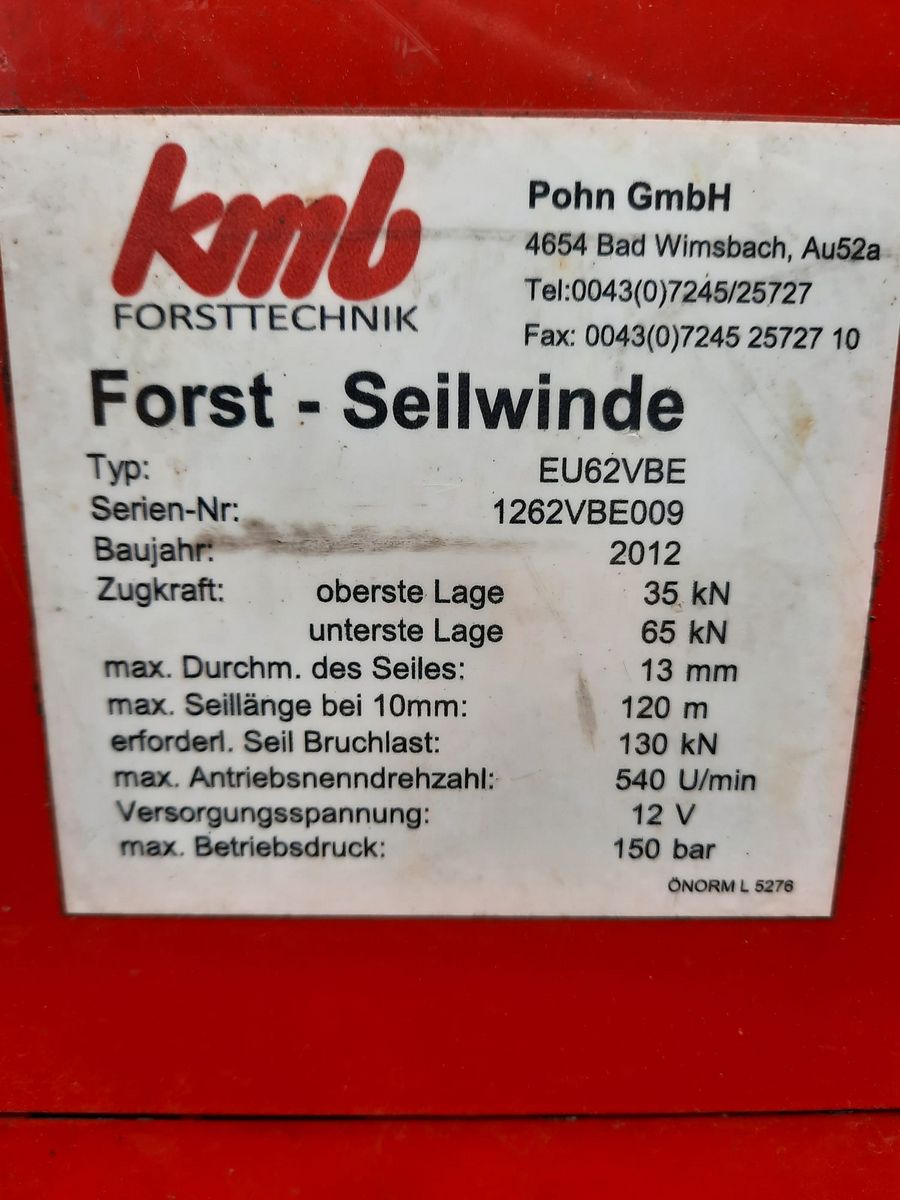 kmb
FORSTTECHNIK
Pohn GmbH
4654 Bad Wimsbach, Au52a
Tel:0043(0)7245/25727
Fax: 0043(0)7245 25727 10
Forst - Seilwinde
Typ: EU62VBE
Serien-Nr: 1262VBE009
Baujahr: 2012
Zugkraft: oberste Lage 35 kN
unterste Lage 65 kN
max. Durchm. des Seiles: 13 mm
max. Seillänge bei 10mm: 120 m
erforderl. Seil Bruchlast: 130 kN
max. Antriebsnenndrehzahl: 540 U/min
Versorgungsspannung: 12 V
max. Betriebsdruck: 150 bar
ÖNORM L 5276